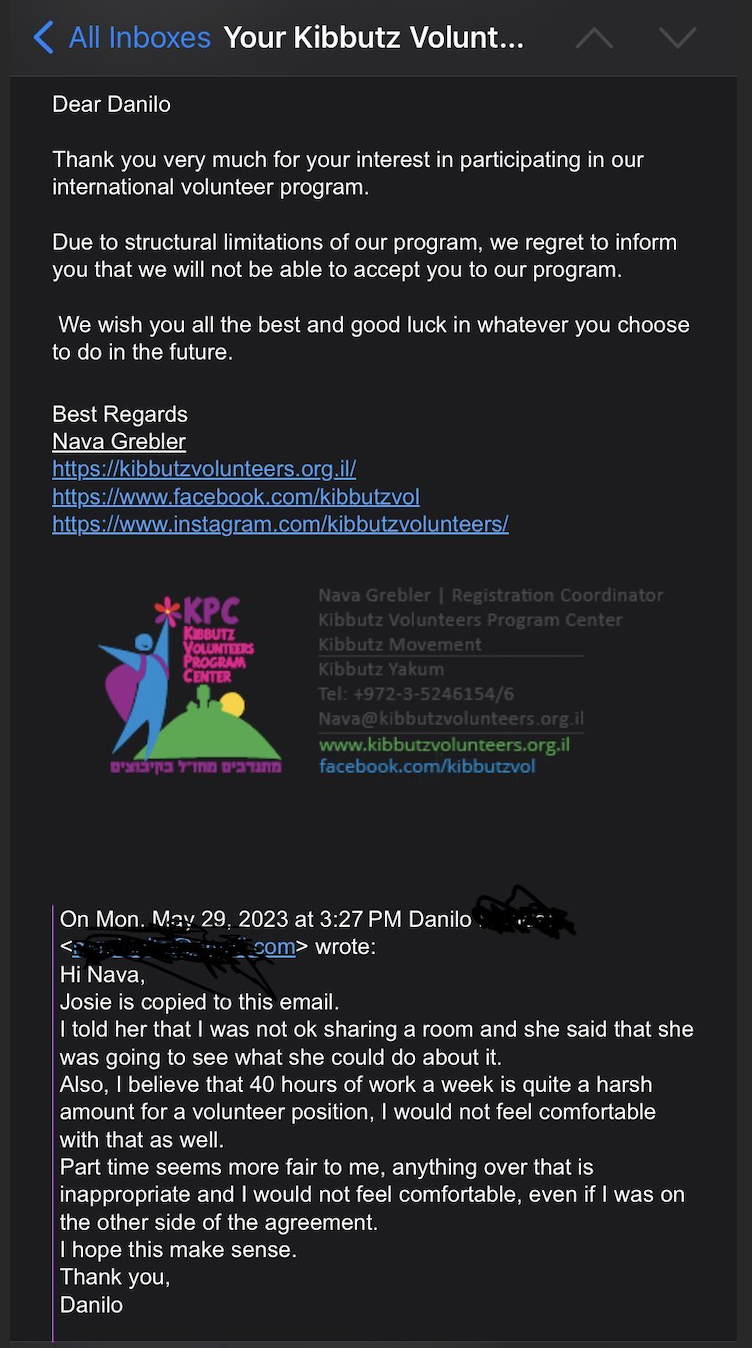 All Inboxes Your Kibbutz Volunt...
Dear Danilo
Thank you very much for your interest in participating in our
international volunteer program.
Due to structural limitations of our program, we regret to inform
you that we will not be able to accept you to our program.
We wish you all the best and good luck in whatever you choose
to do in the future.
Best Regards
Nava Grebler
https://kibbutzvolunteers.org.il/
https://www.facebook.com/kibbutzvol
https://www.instagram.com/kibbutzvolunteers/
KPC
KIBBUTZ
VOLUNTEERS
PROGRAM
CENTER
מתנדבים מחו"ל בקיבוצים
Nava Grebler | Registration Coordinator
Kibbutz Volunteers Program Center
Kibbutz Movement
Kibbutz Yakum
Tel: +972-3-5246154/6
Nava@kibbutzvolunteers.org.il
www.kibbutzvolunteers.org.il
facebook.com/kibbutzvol
On Mon, May 29, 2023 at 3:27 PM Danilo
<com> wrote:
Hi Nava,
Josie is copied to this email.
I told her that I was not ok sharing a room and she said that she
was going to see what she could do about it.
Also, I believe that 40 hours of work a week is quite a harsh
amount for a volunteer position, I would not feel comfortable
with that as well.
Part time seems more fair to me, anything over that is
inappropriate and I would not feel comfortable, even if I was on
the other side of the agreement.
I hope this make sense.
Thank you,
Danilo